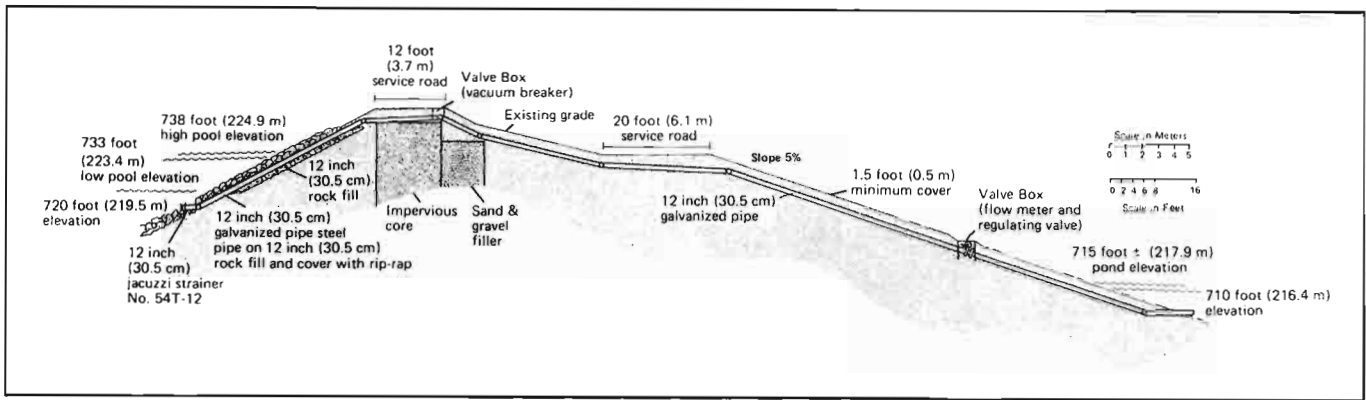 12 foot
(3.7 m)
service road
Valve Box
(vacuum breaker)
Existing grade
20 foot (6.1 m)
service road
738 foot (224.9 m)
high pool elevation
733 foot
(223.4 m)
low pool elevation
720 foot (219.5 m)
elevation
12 inch
(30.5 cm)
rock fill
12 inch (30.5 cm)
galvanized pipe steel
pipe on 12 inch (30.5 cm)
rock fill and cover with rip-rap
12 inch
(30.5 cm)
jacuzzi strainer
No. 54T-12
Impervious
core
Sand &
gravel
filler
Slope 5%
12 inch (30.5 cm)
galvanized pipe
1.5 foot (0.5 m)
minimum cover
Valve Box
(flow meter and
regulating valve)
715 foot ± (217.9 m)
pond elevation
710 foot (216.4 m)
elevation
Scale in Meters
0 1 2 3 4 5
0 2 4 6 8 16
Scale in Feet